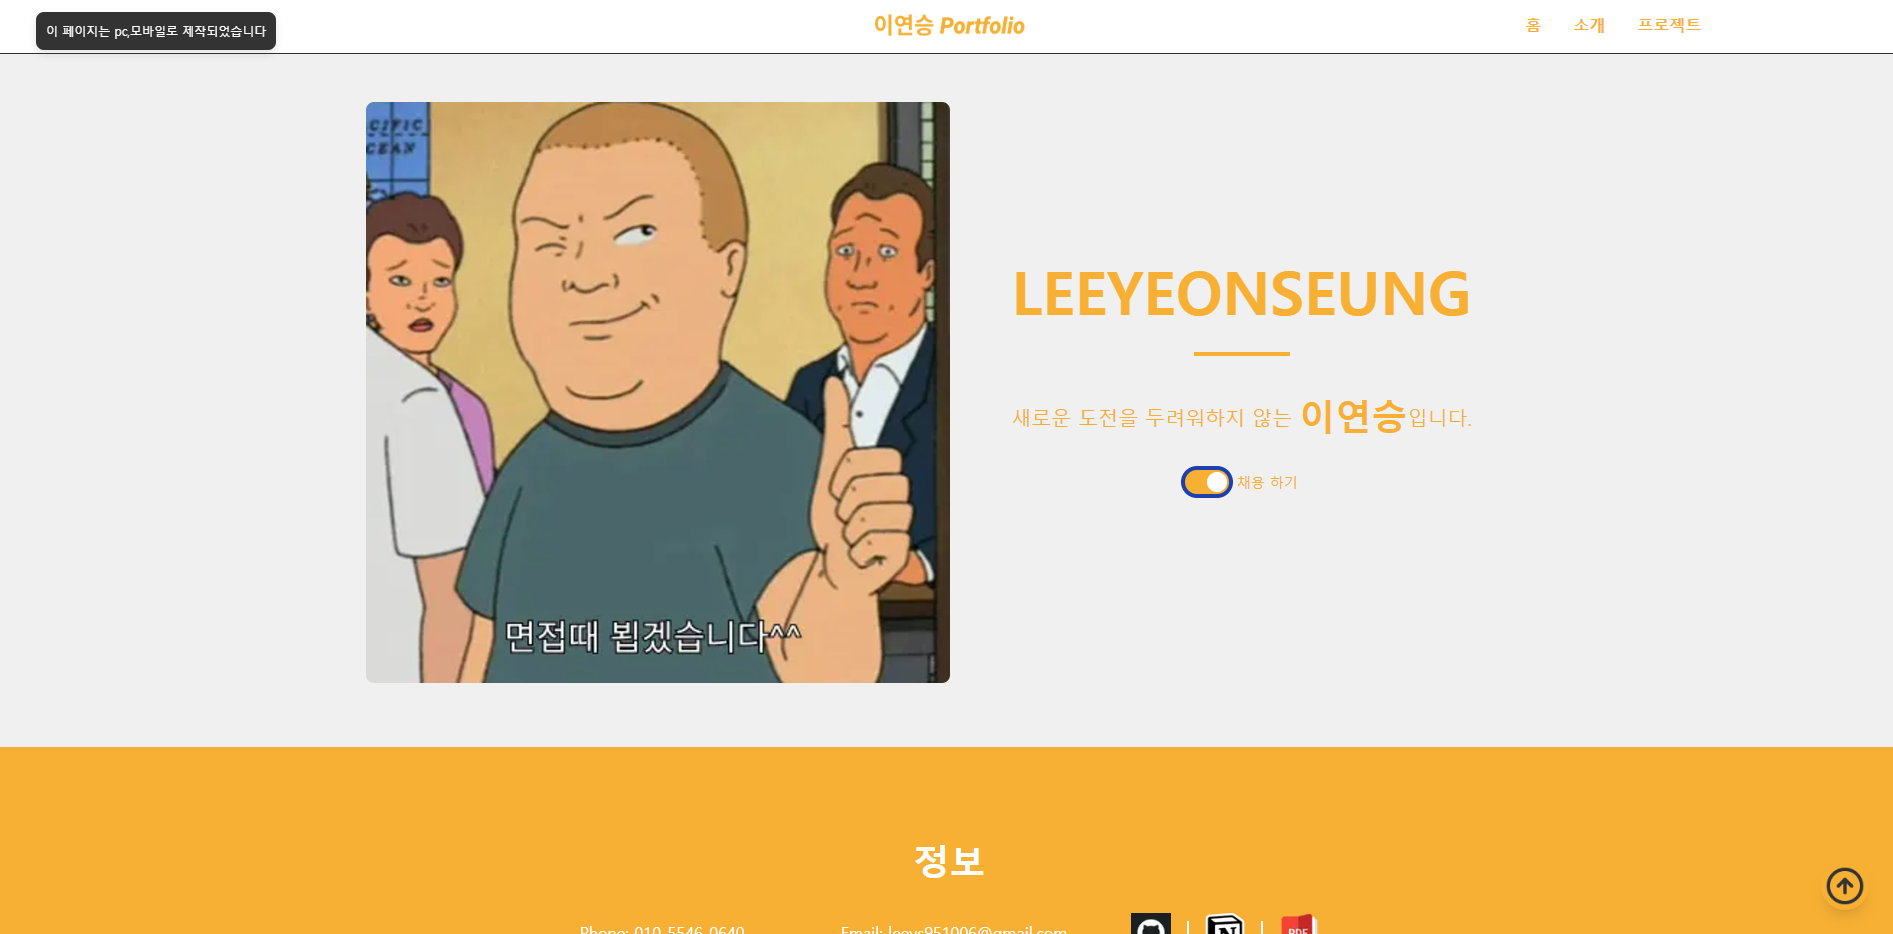 이 페이지는 pc,모바일로 제작되었습니다
이연승 Portfolio
홈 소개 프로젝트
CIFIC
CEAN
면접때 뵙겠습니다^^
LEEYEONSEUNG
새로운 도전을 두려워하지 않는 이연승입니다.
채용 하기
정보
Phone: 010-5546-0640
Email: leeys951006@gmail.com
N
PDF